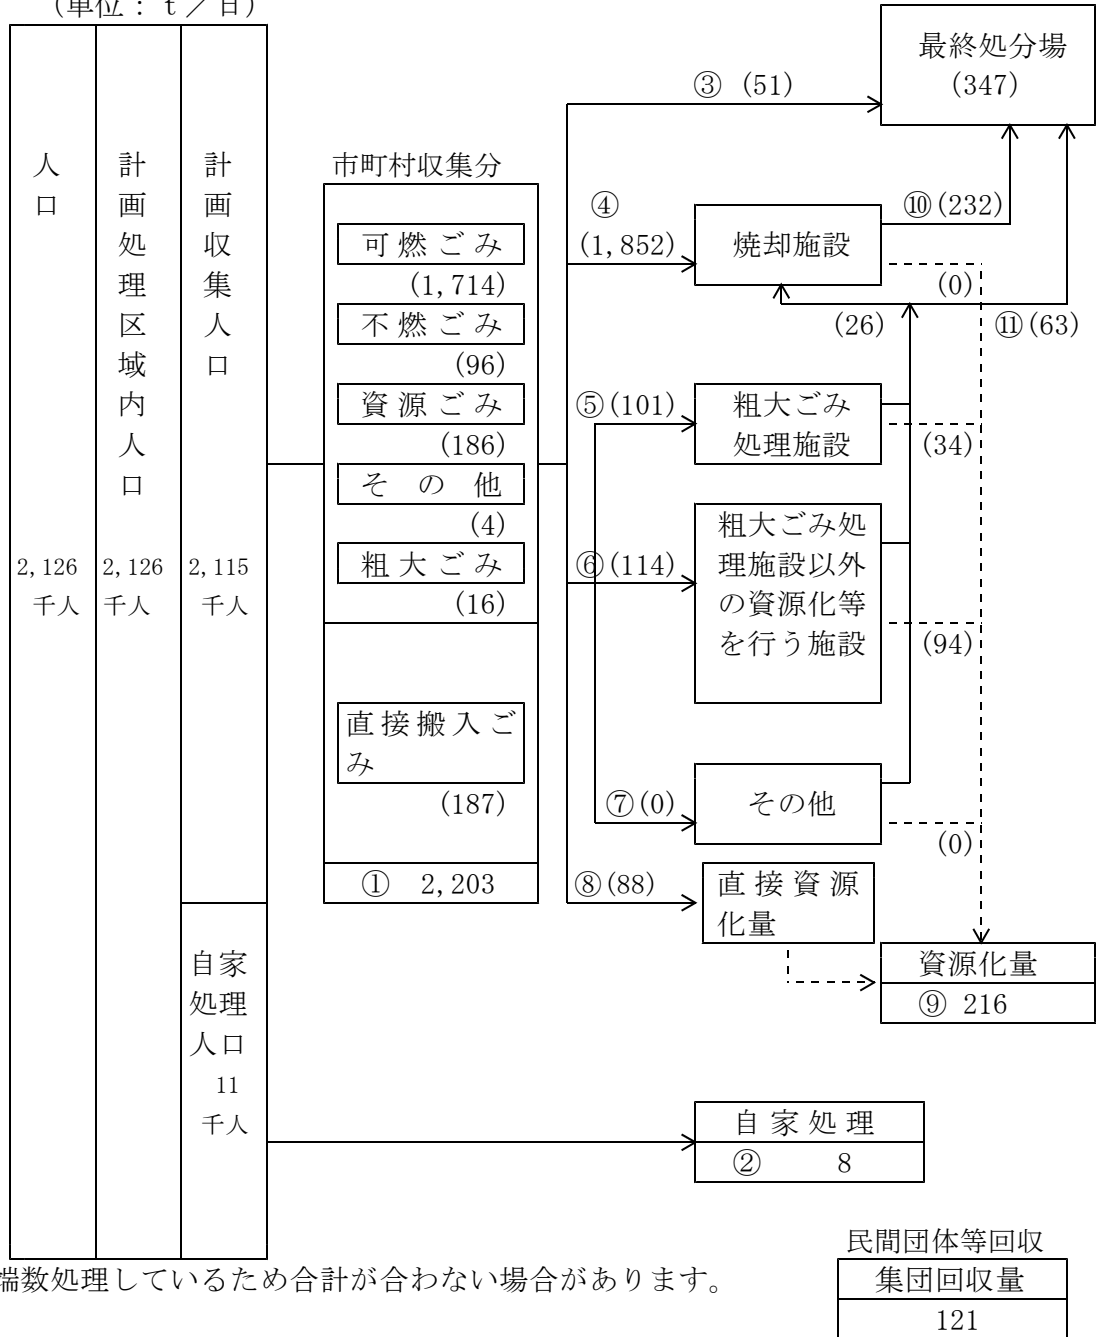 (単位：ｔ／日)
最終処分場
(347)
③ (51)
人口
計画処理区域内人口
計画収集人口
市町村収集分
④
(1,852)
焼却施設
⑩(232)
(0)
可燃ごみ
(1,714)
不燃ごみ
(96)
(26)
⑪(63)
資源ごみ
(186)
⑤(101)
粗大ごみ
処理施設
(34)
その他
(4)
粗大ごみ
(16)
2,126
千人
2,126
千人
2,115
千人
⑥(114)
粗大ごみ処
理施設以外
の資源化等
を行う施設
(94)
直接搬入ご
み
(187)
⑦(0)
その他
(0)
① 2,203
⑧(88)
直接資源
化量
資源化量
⑨ 216
自家
処理
人口
11
千人
自家処理
② 8
民間団体等回収
集団回収量
121
端数処理しているため合計が合わない場合があります。